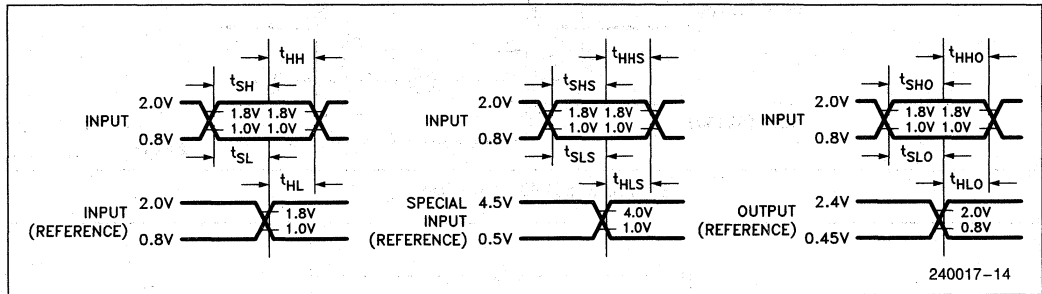 tHH tHHS tHHO
tSH tSHS tSHO
INPUT 2.0V 1.8V 1.8V INPUT 2.0V 1.8V 1.8V INPUT 2.0V 1.8V 1.8V
0.8V 1.0V 1.0V 0.8V 1.0V 1.0V 0.8V 1.0V 1.0V
tSL tSLS tSLO
tHL tHLS tHLO
INPUT (REFERENCE) 2.0V 1.8V SPECIAL INPUT (REFERENCE) 4.5V 4.0V OUTPUT (REFERENCE) 2.4V 2.0V
0.8V 1.0V 0.5V 1.0V 0.45V 0.8V
240017–14